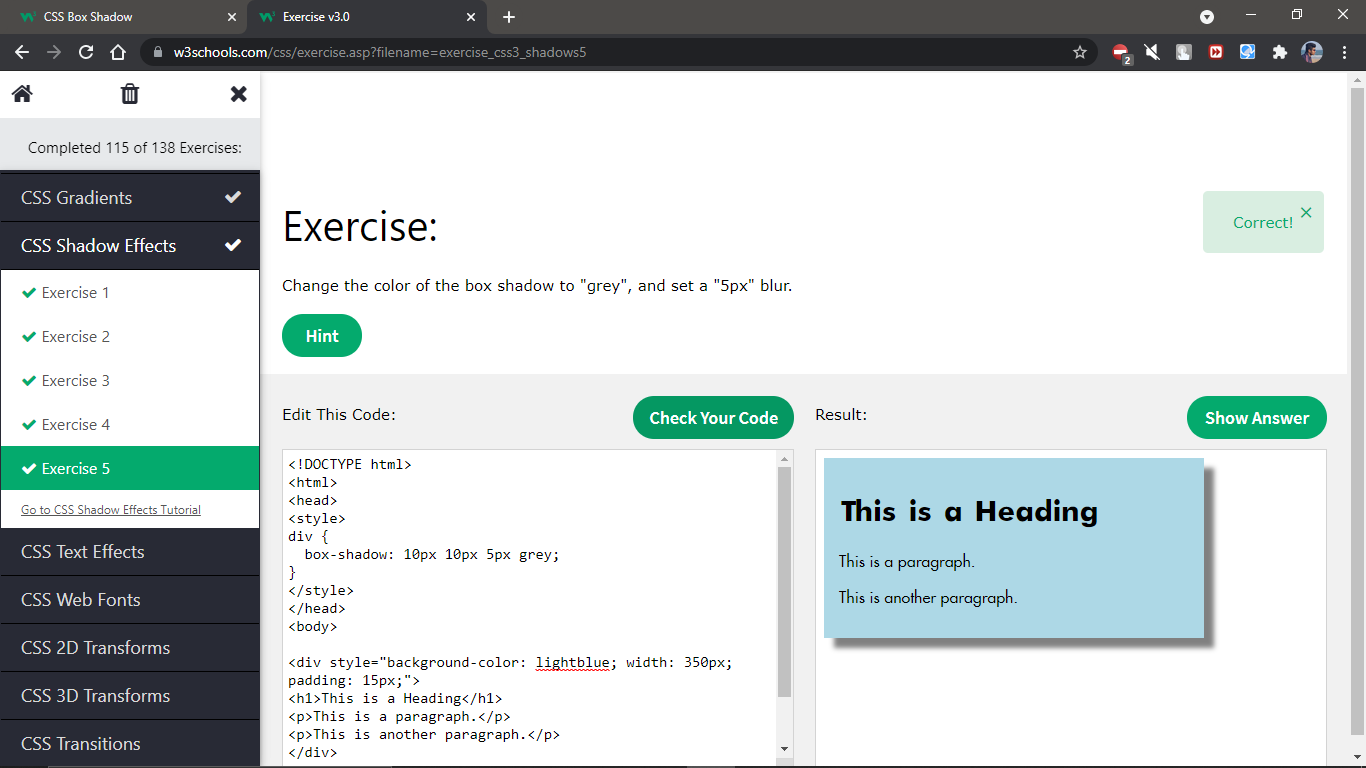 CSS Box Shadow
Exercise v3.0
w3schools.com/css/exercise.asp?filename=exercise_css3_shadows5
2
Completed 115 of 138 Exercises:
CSS Gradients
CSS Shadow Effects
Exercise 1
Exercise 2
Exercise 3
Exercise 4
Exercise 5
Go to CSS Shadow Effects Tutorial
CSS Text Effects
CSS Web Fonts
CSS 2D Transforms
CSS 3D Transforms
CSS Transitions
Exercise:
Correct!
Change the color of the box shadow to "grey", and set a "5px" blur.
Hint
Edit This Code:
Check Your Code
<!DOCTYPE html>
<html>
<head>
<style>
div {
  box-shadow: 10px 10px 5px grey;
}
</style>
</head>
<body>

<div style="background-color: lightblue; width: 350px;
padding: 15px;">
<h1>This is a Heading</h1>
<p>This is a paragraph.</p>
<p>This is another paragraph.</p>
</div>
Result:
Show Answer
This is a Heading
This is a paragraph.
This is another paragraph.